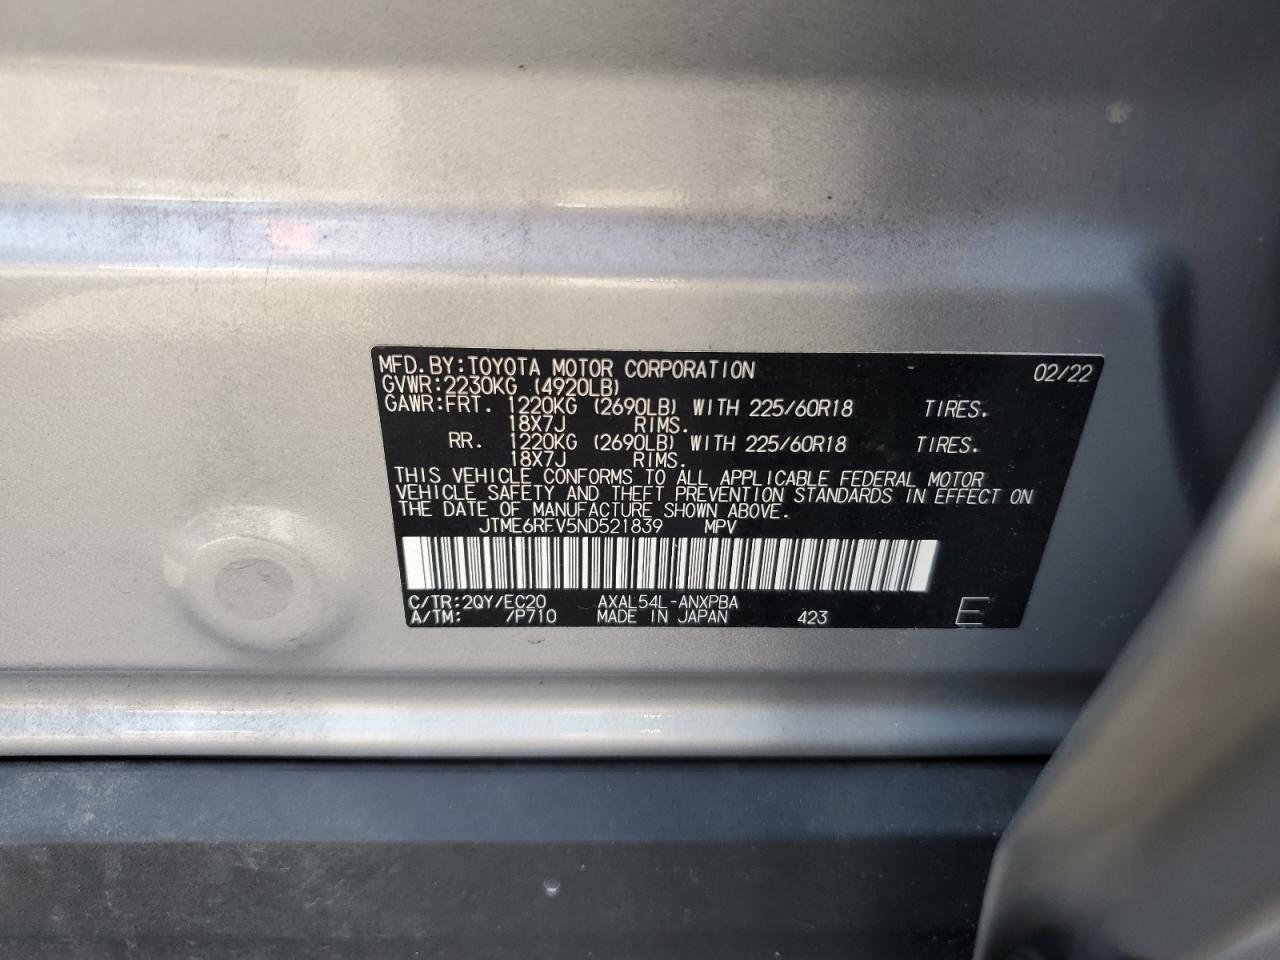 MFD.BY:TOYOTA MOTOR CORPORATION 02/22
GVWR:2230KG (4920LB)
GAWR:FRT. 1220KG (2690LB) WITH 225/60R18 TIRES.
18X7J RIMS.
RR. 1220KG (2690LB) WITH 225/60R18 TIRES.
18X7J RIMS.
THIS VEHICLE CONFORMS TO ALL APPLICABLE FEDERAL MOTOR
VEHICLE SAFETY AND THEFT PREVENTION STANDARDS IN EFFECT ON
THE DATE OF MANUFACTURE SHOWN ABOVE.
JTME6RFV5ND521839 MPV
C/TR:2QY/EC20 AXAL54L-ANXPBA
A/TM: /P710 MADE IN JAPAN 423 E